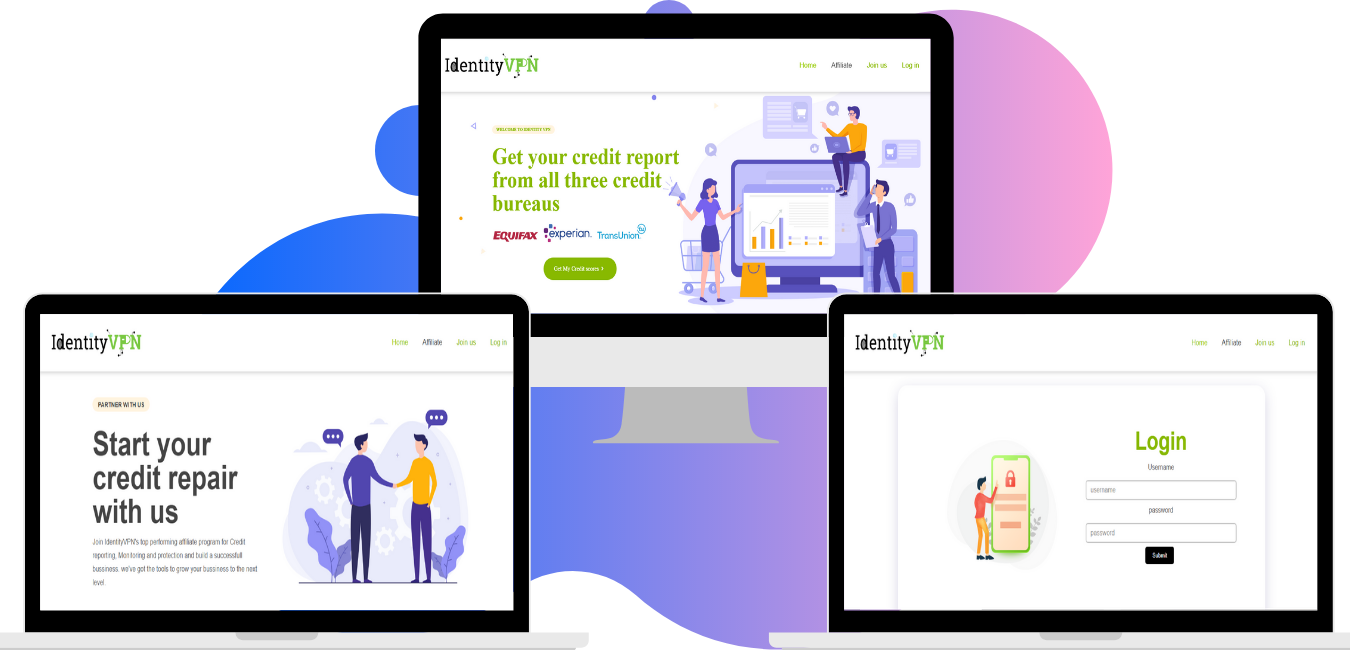 IdentityVPN
Home Affiliate Join us Log in
WELCOME TO IDENTITY VPN
Get your credit report
from all three credit
bureaus
EQUIFAX experian. TransUnion tu
Get My Credit scores
IdentityVPN
Home Affiliate Join us Log in
PARTNER WITH US
Start your
credit repair
with us
Join IdentityVPN's top performing affiliate program for Credit
reporting, Monitoring and protection and build a successfull
bussiness. we've got the tools to grow your bussiness to the next
level.
IdentityVPN
Home Affiliate Join us Log in
Login
Username
username
password
password
Submit